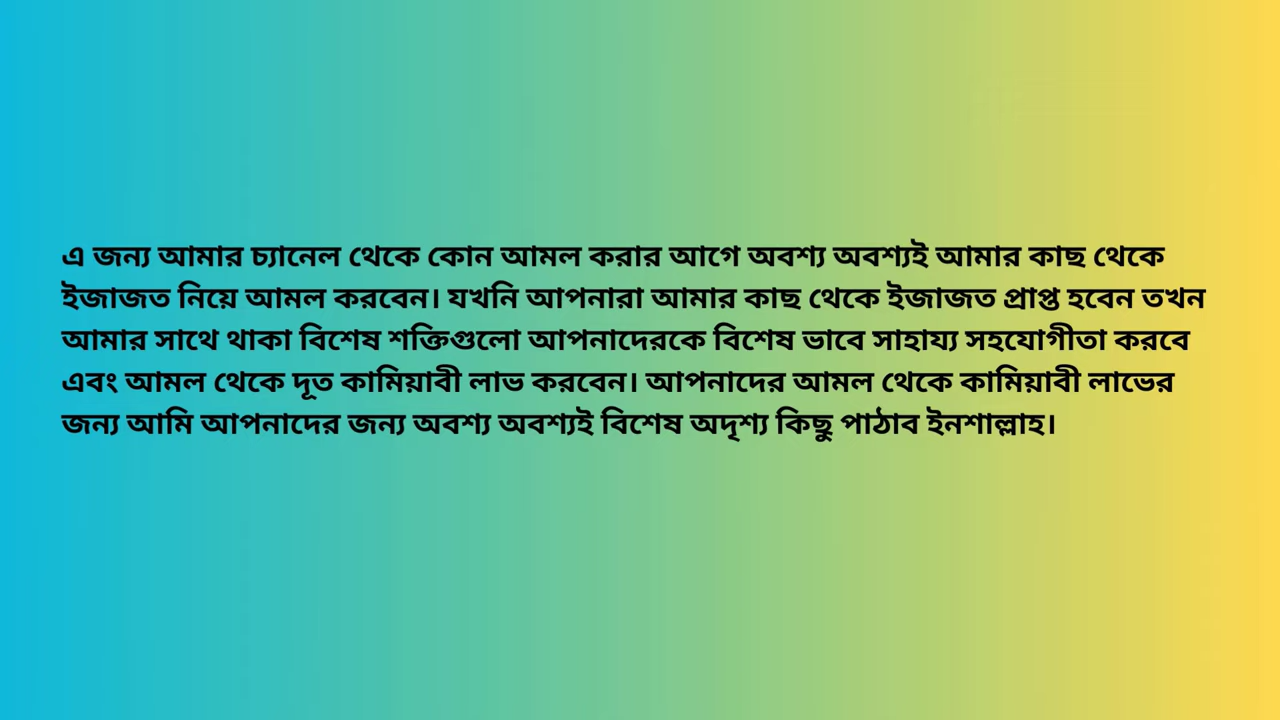 এ জন্য আমার চ্যানেল থেকে কোন আমল করার আগে অবশ্য অবশ্যই আমার কাছ থেকে
ইজাজত নিয়ে আমল করবেন। যখনি আপনারা আমার কাছ থেকে ইজাজত প্রাপ্ত হবেন তখন
আমার সাথে থাকা বিশেষ শক্তিগুলো আপনাদেরকে বিশেষ ভাবে সাহায্য সহযোগীতা করবে
এবং আমল থেকে দূত কামিয়াবী লাভ করবেন। আপনাদের আমল থেকে কামিয়াবী লাভের
জন্য আমি আপনাদের জন্য অবশ্য অবশ্যই বিশেষ অদৃশ্য কিছু পাঠাব ইনশাল্লাহ।